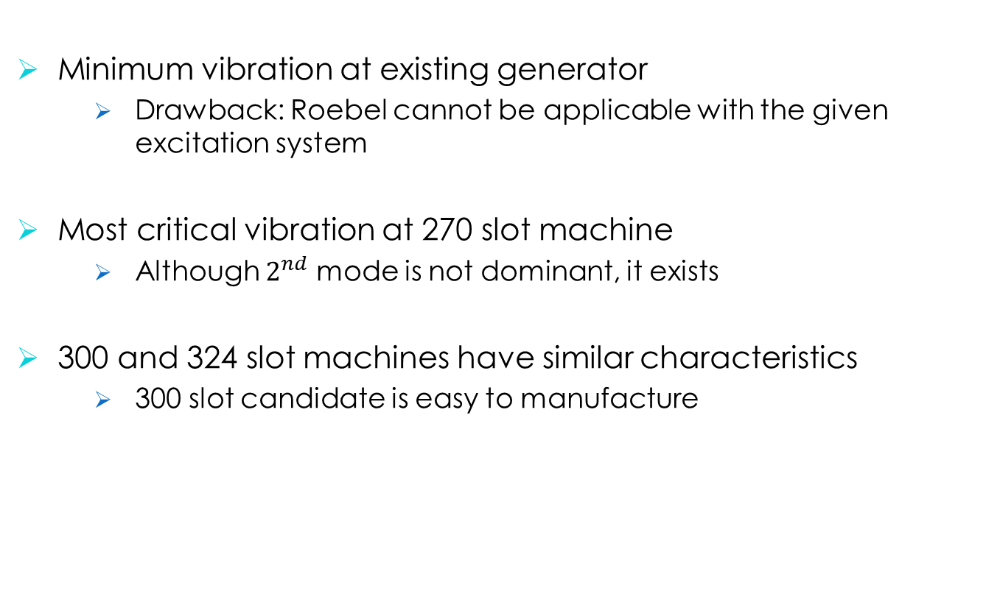 Minimum vibration at existing generator
Drawback: Roebel cannot be applicable with the given
excitation system
Most critical vibration at 270 slot machine
Although 2nd mode is not dominant, it exists
300 and 324 slot machines have similar characteristics
300 slot candidate is easy to manufacture